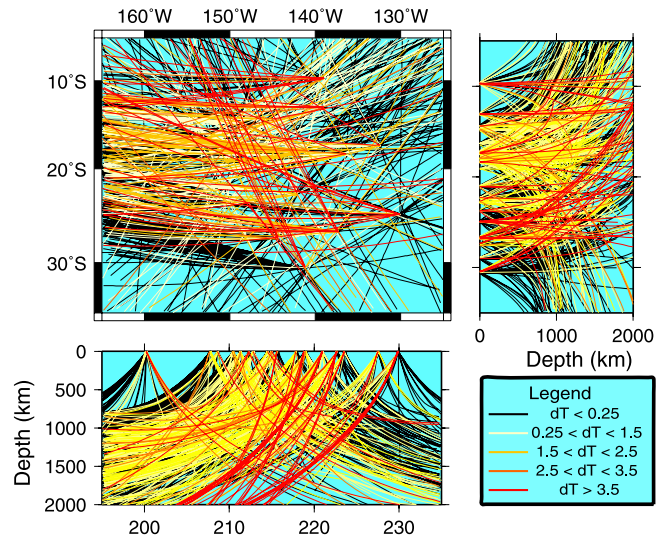 160°W 150°W 140°W 130°W
10°S
20°S
30°S
0 1000 2000
Depth (km)
0
500
1000
1500
2000
Depth (km)
200 210 220 230
Legend
dT < 0.25
0.25 < dT < 1.5
1.5 < dT < 2.5
2.5 < dT < 3.5
dT > 3.5